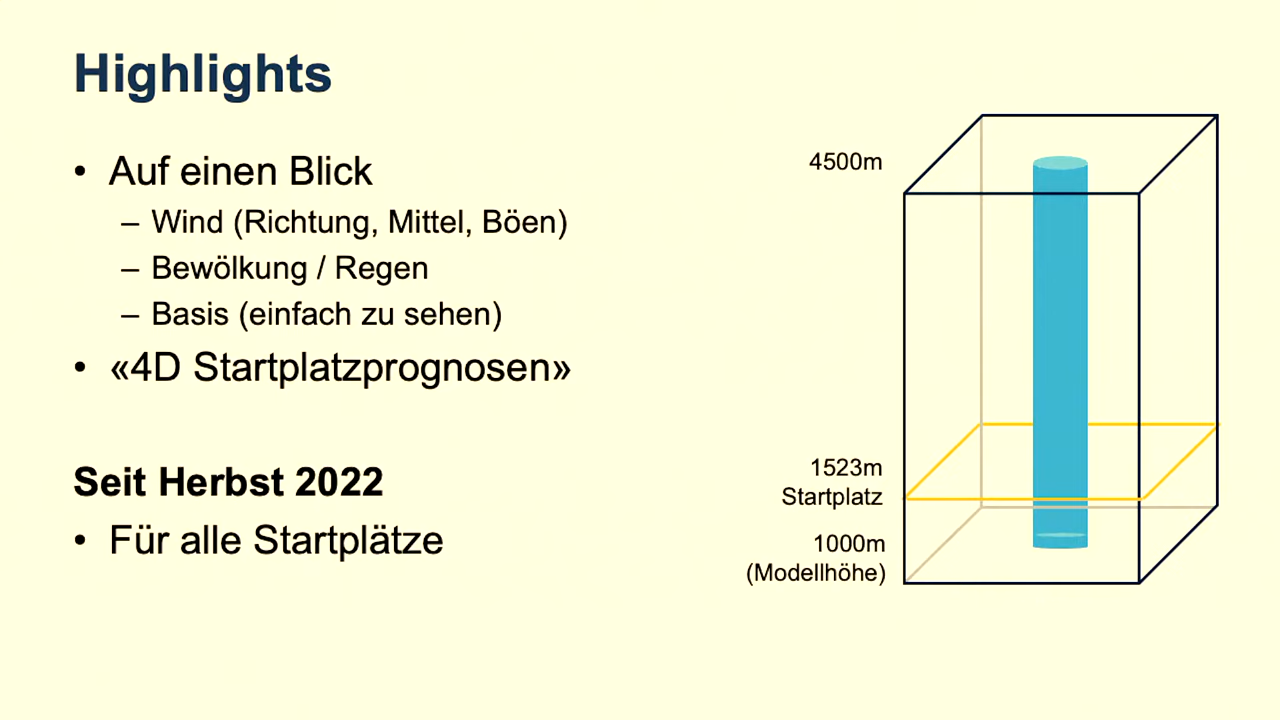 Highlights
• Auf einen Blick
– Wind (Richtung, Mittel, Böen)
– Bewölkung / Regen
– Basis (einfach zu sehen)
• «4D Startplatzprognosen»
Seit Herbst 2022
• Für alle Startplätze
4500m
1523m
Startplatz
1000m
(Modellhöhe)